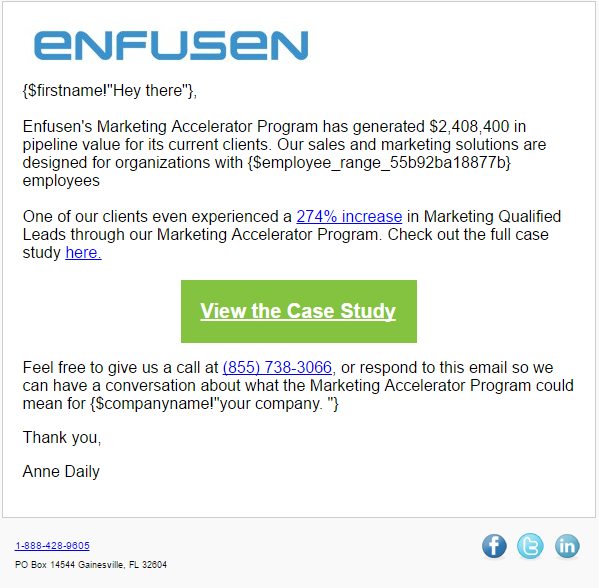 ENFUSEN
{$firstname!"Hey there"},
Enfusen's Marketing Accelerator Program has generated $2,408,400 in
pipeline value for its current clients. Our sales and marketing solutions are
designed for organizations with {$employee_range_55b92ba18877b}
employees
One of our clients even experienced a 274% increase in Marketing Qualified
Leads through our Marketing Accelerator Program. Check out the full case
study here.
View the Case Study
Feel free to give us a call at (855) 738-3066, or respond to this email so we
can have a conversation about what the Marketing Accelerator Program could
mean for {$companyname!"your company. "}
Thank you,
Anne Daily
1-888-428-9605
PO Box 14544 Gainesville, FL 32604
f t in